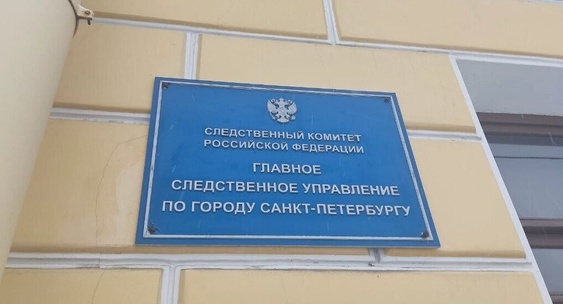 СЛЕДСТВЕННЫЙ КОМИТЕТ
РОССИЙСКОЙ ФЕДЕРАЦИИ
ГЛАВНОЕ
СЛЕДСТВЕННОЕ УПРАВЛЕНИЕ
ПО ГОРОДУ САНКТ-ПЕТЕРБУРГУ